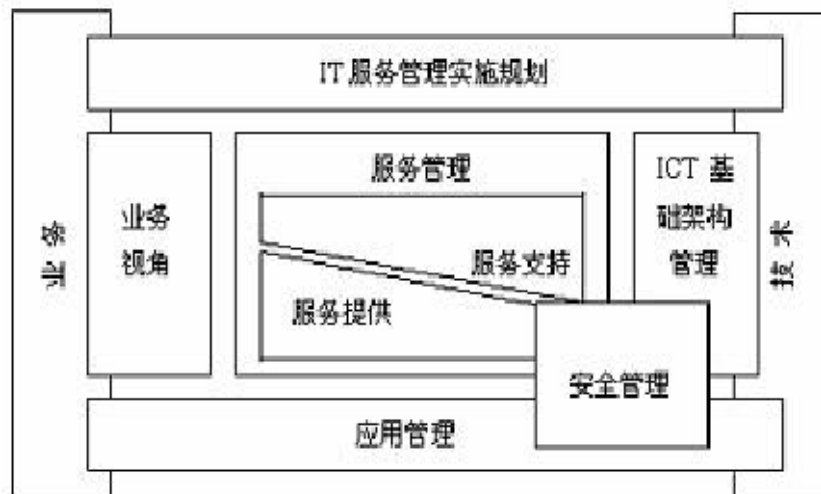 IT服务管理实施规划
业务
业务
视角
服务管理
服务支持
服务提供
ICT 基
础架构
管理
技术
安全管理
应用管理